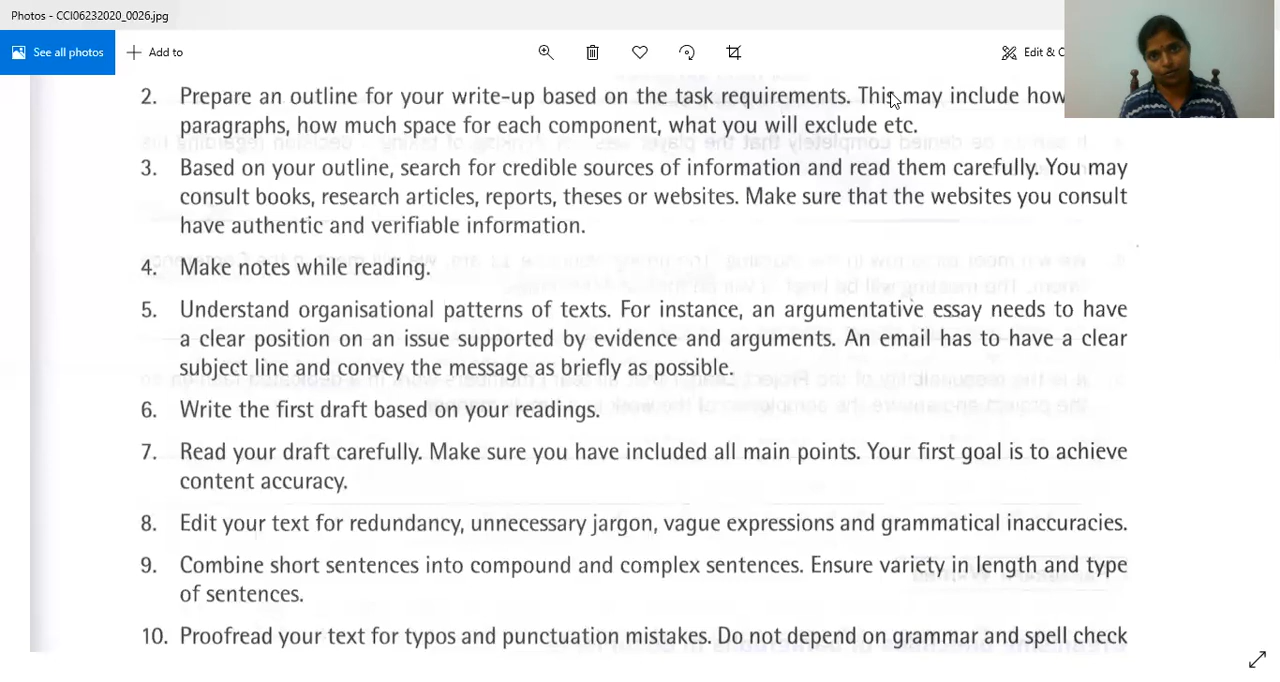 Photos - CCI06232020_0026.jpg
See all photos
Add to
Edit & C
2. Prepare an outline for your write-up based on the task requirements. This may include how
paragraphs, how much space for each component, what you will exclude etc.
3. Based on your outline, search for credible sources of information and read them carefully. You may
consult books, research articles, reports, theses or websites. Make sure that the websites you consult
have authentic and verifiable information.
4. Make notes while reading.
5. Understand organisational patterns of texts. For instance, an argumentative essay needs to have
a clear position on an issue supported by evidence and arguments. An email has to have a clear
subject line and convey the message as briefly as possible.
6. Write the first draft based on your readings.
7. Read your draft carefully. Make sure you have included all main points. Your first goal is to achieve
content accuracy.
8. Edit your text for redundancy, unnecessary jargon, vague expressions and grammatical inaccuracies.
9. Combine short sentences into compound and complex sentences. Ensure variety in length and type
of sentences.
10. Proofread your text for typos and punctuation mistakes. Do not depend on grammar and spell check